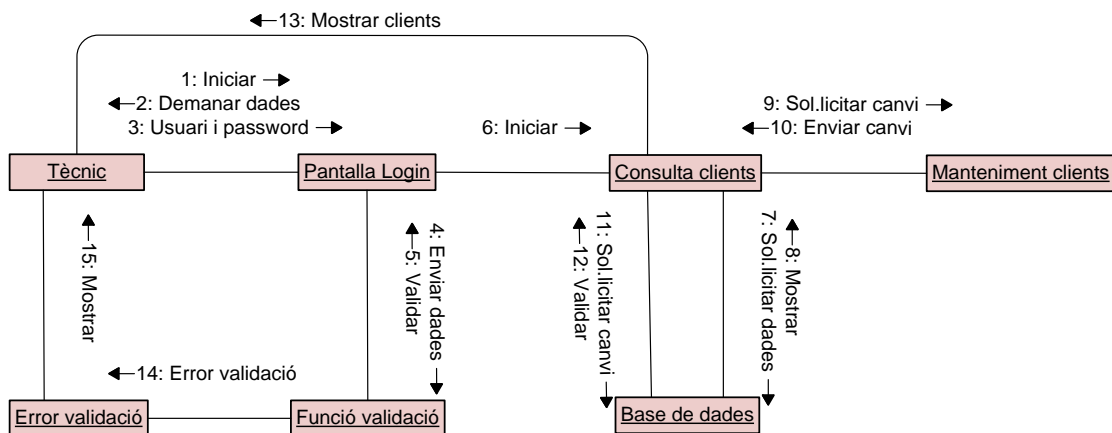 13: Mostrar clients
1: Iniciar
2: Demanar dades
3: Usuari i password
6: Iniciar
9: Sol.licitar canvi
10: Enviar canvi
Tècnic
Pantalla Login
Consulta clients
Manteniment clients
15: Mostrar
5: Validar
4: Enviar dades
12: Validar
11: Sol.licitar canvi
7: Sol.licitar dades
8: Mostrar
14: Error validació
Error validació
Funció validació
Base de dades